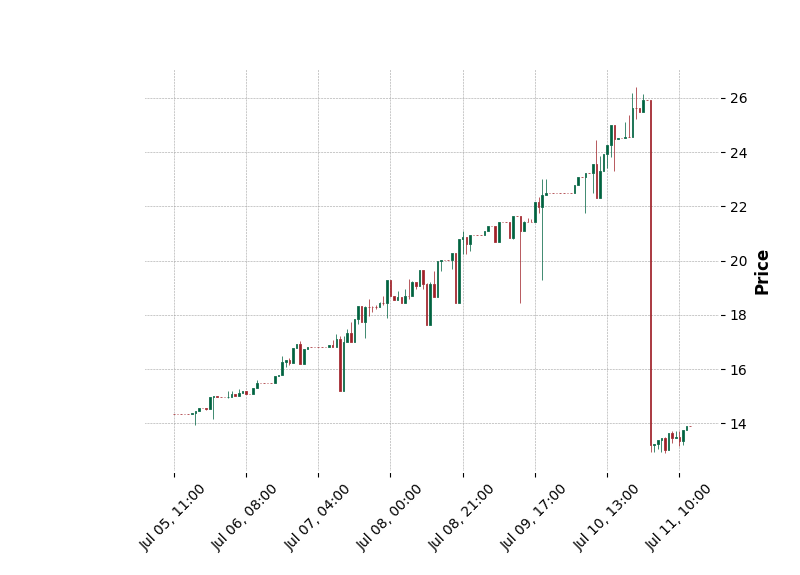 26
24
22
20
18
16
14
Price
Jul 05, 11:00
Jul 06, 08:00
Jul 07, 04:00
Jul 08, 00:00
Jul 08, 21:00
Jul 09, 17:00
Jul 10, 13:00
Jul 11, 10:00